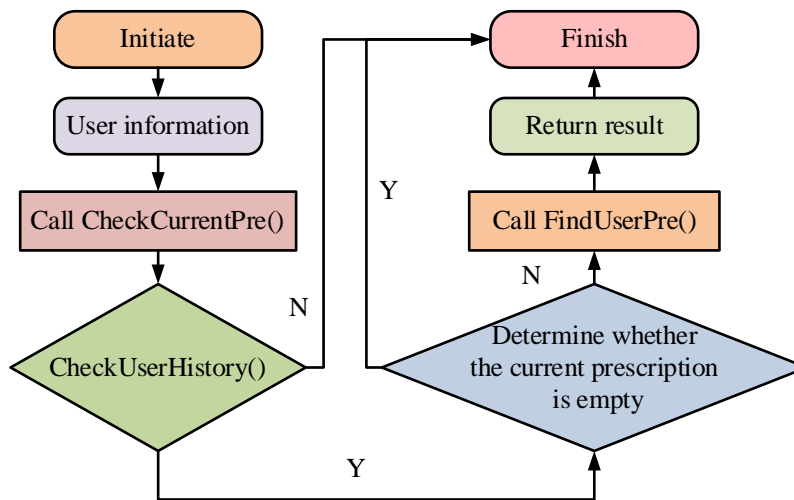 Initiate
User information
Call CheckCurrentPre()
CheckUserHistory()
N
Y
Finish
Return result
Call FindUserPre()
Y
N
Determine whether
the current prescription
is empty